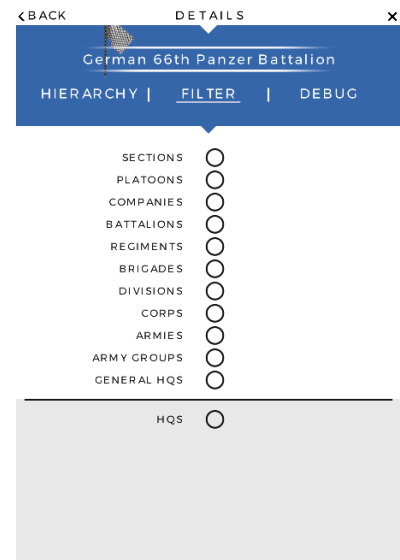 BACK DETAILS ×
German 66th Panzer Battalion
HIERARCHY | FILTER | DEBUG
SECTIONS
PLATOONS
COMPANIES
BATTALIONS
REGIMENTS
BRIGADES
DIVISIONS
CORPS
ARMIES
ARMY GROUPS
GENERAL HQS
HQS